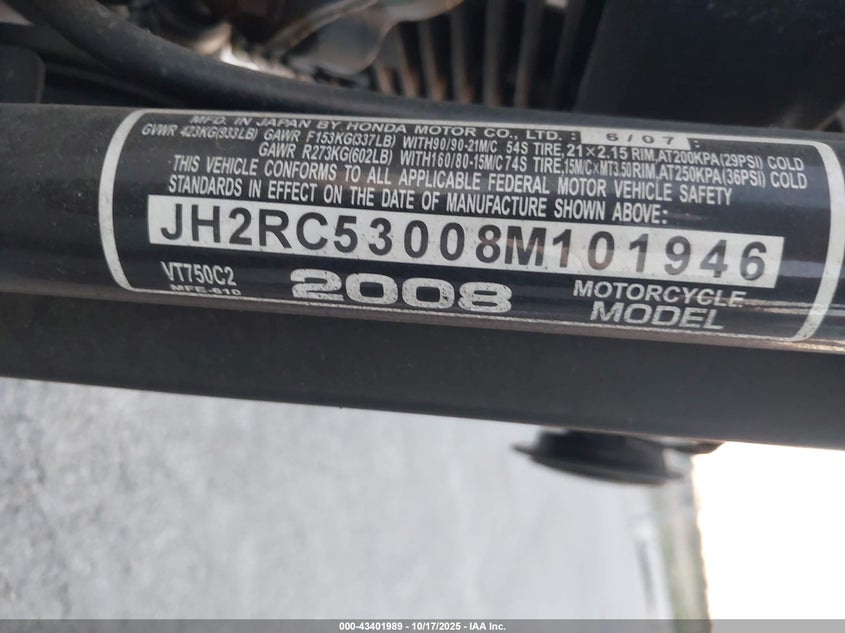 MFD. IN JAPAN BY HONDA MOTOR CO., LTD.: 6/07:
GVWR 423KG(933LB) GAWR F153KG(337LB) WITH90/90-21M/C 54S TIRE,21×2.15 RIM,AT200KPA(29PSI) COLD
GAWR R273KG(602LB) WITH160/80-15M/C74S TIRE,15M/C×MT3.50RIM,AT250KPA(36PSI) COLD
THIS VEHICLE CONFORMS TO ALL APPLICABLE FEDERAL MOTOR VEHICLE SAFETY
STANDARDS IN EFFECT ON THE DATE OF MANUFACTURE SHOWN ABOVE:
JH2RC53008M101946
VT750C2 2008 MOTORCYCLE
MFE-610 MODEL
000-43401989 - 10/17/2025 - IAA Inc.